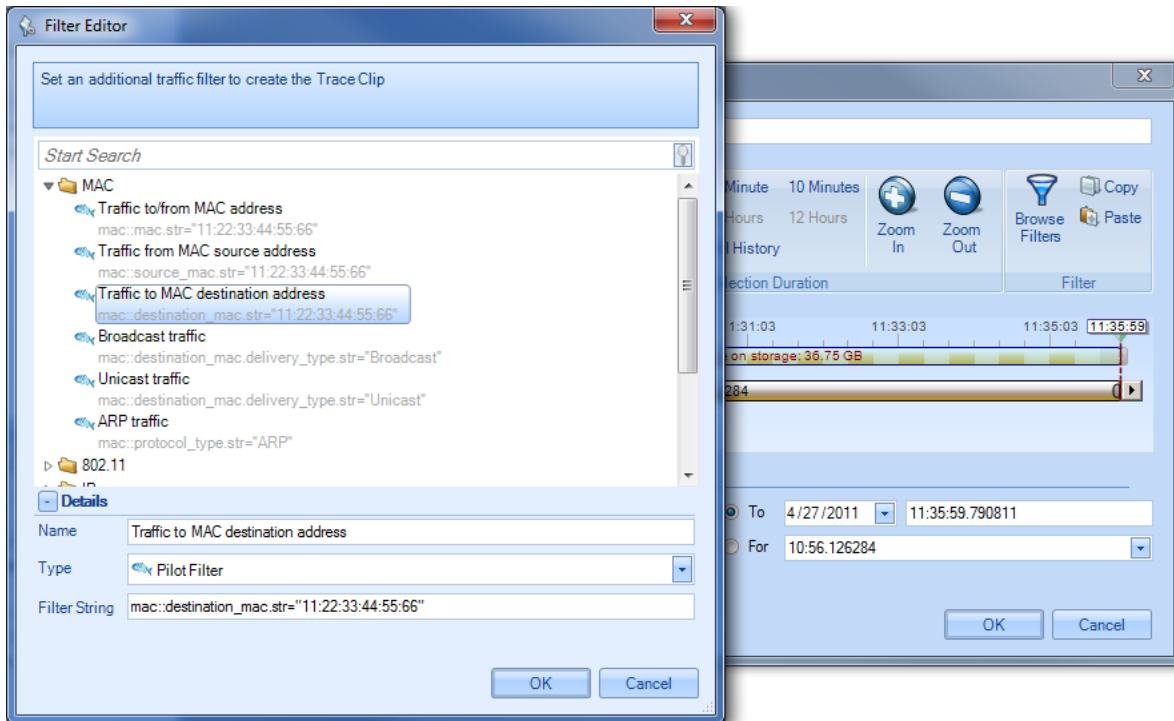 Filter Editor
Set an additional traffic filter to create the Trace Clip
Start Search
MAC
Traffic to/from MAC address
mac::mac.str="11:22:33:44:55:66"
Traffic from MAC source address
mac::source_mac.str="11:22:33:44:55:66"
Traffic to MAC destination address
mac::destination_mac.str="11:22:33:44:55:66"
Broadcast traffic
mac::destination_mac.delivery_type.str="Broadcast"
Unicast traffic
mac::destination_mac.delivery_type.str="Unicast"
ARP traffic
mac::protocol_type.str="ARP"
802.11
Details
Name Traffic to MAC destination address
Type Pilot Filter
Filter String mac::destination_mac.str="11:22:33:44:55:66"
OK Cancel
Minute 10 Minutes
Hours 12 Hours
History
Zoom In
Zoom Out
Duration
Browse Filters
Copy
Paste
Filter
1:31:03 11:33:03 11:35:03 11:35:59
on storage: 36.75 GB
284
To 4/27/2011 11:35:59.790811
For 10:56.126284
OK Cancel